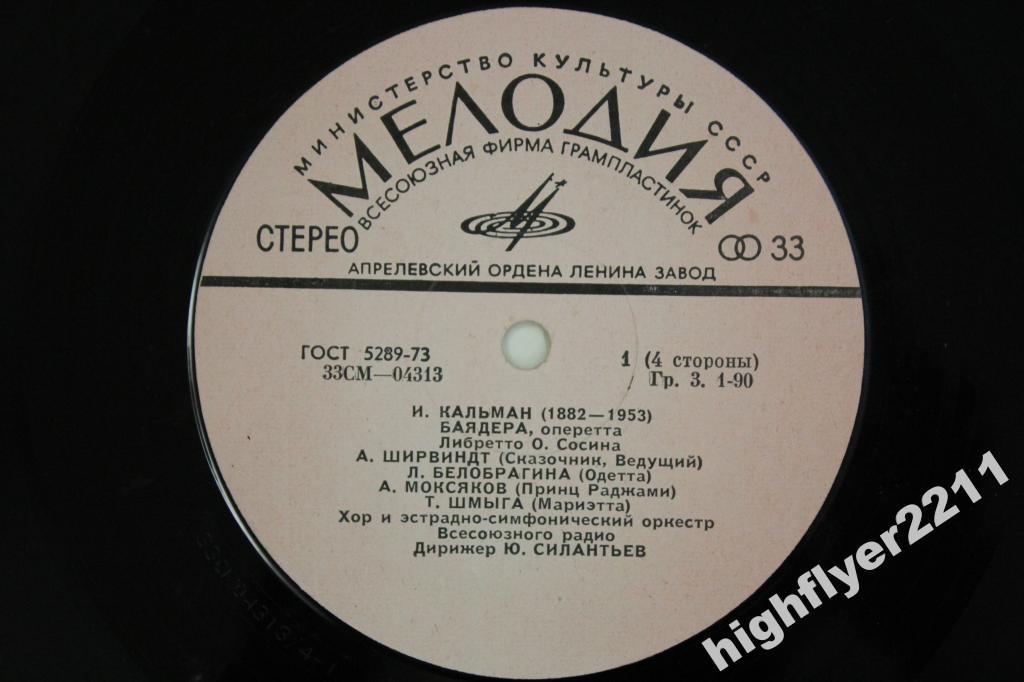 МИНИСТЕРСТВО КУЛЬТУРЫ СССР
МЕЛОДИЯ
ВСЕСОЮЗНАЯ ФИРМА ГРАМПЛАСТИНОК
СТЕРЕО
33
АПРЕЛЕВСКИЙ ОРДЕНА ЛЕНИНА ЗАВОД
ГОСТ 5289-73
1 (4 стороны)
33СМ—04313
Гр. 3. 1-90
И. КАЛЬМАН (1882—1953)
БАЯДЕРА, оперетта
Либретто О. Сосина
А. ШИРВИНДТ (Сказочник, Ведущий)
Л. БЕЛОБРАГИНА (Одетта)
А. МОКСЯКОВ (Принц Раджами)
Т. ШМЫГА (Мариэтта)
Хор и эстрадно-симфонический оркестр
Всесоюзного радио
Дирижер Ю. СИЛАНТЬЕВ
highflyer2211